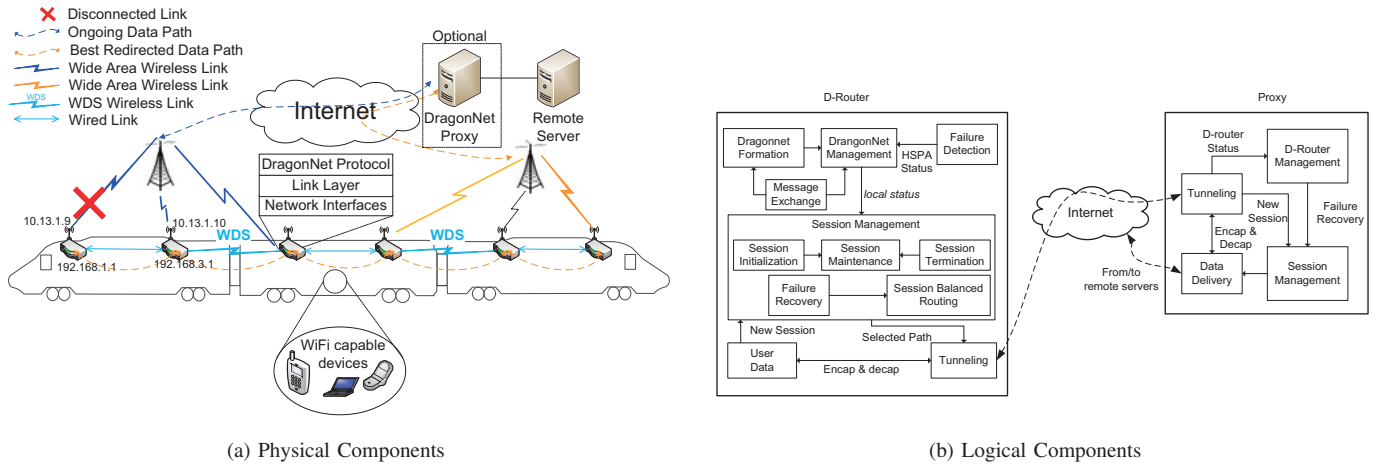 Disconnected Link
Ongoing Data Path
Best Redirected Data Path
Wide Area Wireless Link
Wide Area Wireless Link
WDS
WDS Wireless Link
Wired Link
Optional
Internet
DragonNet
Proxy
Remote
Server
DragonNet Protocol
Link Layer
Network Interfaces
10.13.1.9
10.13.1.10
WDS
WDS
192.168.1.1
192.168.3.1
WiFi capable
devices
(a) Physical Components
D-Router
Dragonnet
Formation
DrangonNet
Management
Failure
Detection
HSPA
Status
Message
Exchange
local status
Session Management
Session
Initialization
Session
Maintenance
Session
Termination
Failure
Recovery
Session Balanced
Routing
New Session
Selected Path
User
Data
Encap & decap
Tunneling
Internet
From/to
remote servers
Proxy
D-router
Status
D-Router
Management
Tunneling
New
Session
Failure
Recovery
Encap &
Decap
Data
Delivery
Session
Management
(b) Logical Components